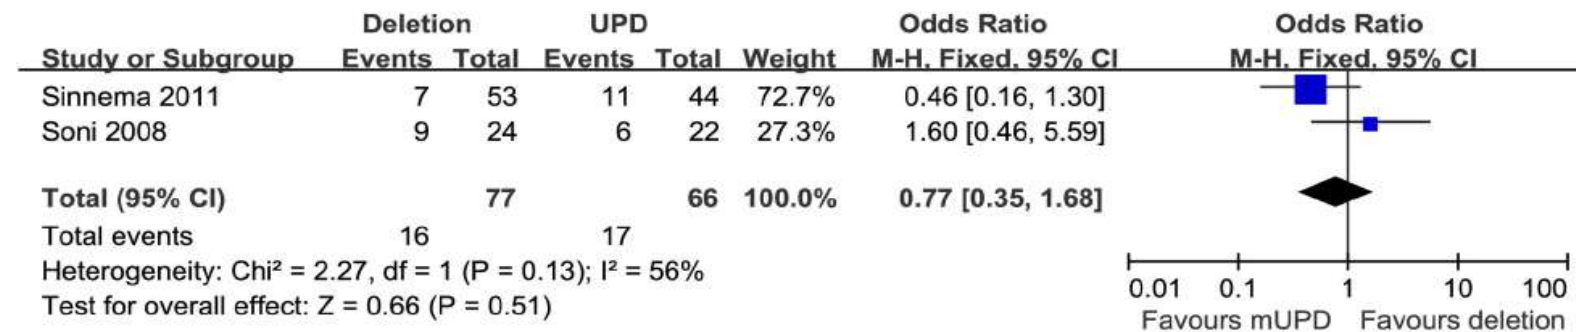 Deletion UPD Odds Ratio Odds Ratio
Study or Subgroup Events Total Events Total Weight M-H, Fixed, 95% CI M-H, Fixed, 95% CI
Sinnema 2011 7 53 11 44 72.7% 0.46 [0.16, 1.30]
Soni 2008 9 24 6 22 27.3% 1.60 [0.46, 5.59]
Total (95% CI) 77 66 100.0% 0.77 [0.35, 1.68]
Total events 16 17
Heterogeneity: Chi² = 2.27, df = 1 (P = 0.13); I² = 56%
Test for overall effect: Z = 0.66 (P = 0.51)
0.01 0.1 1 10 100
Favours mUPD Favours deletion